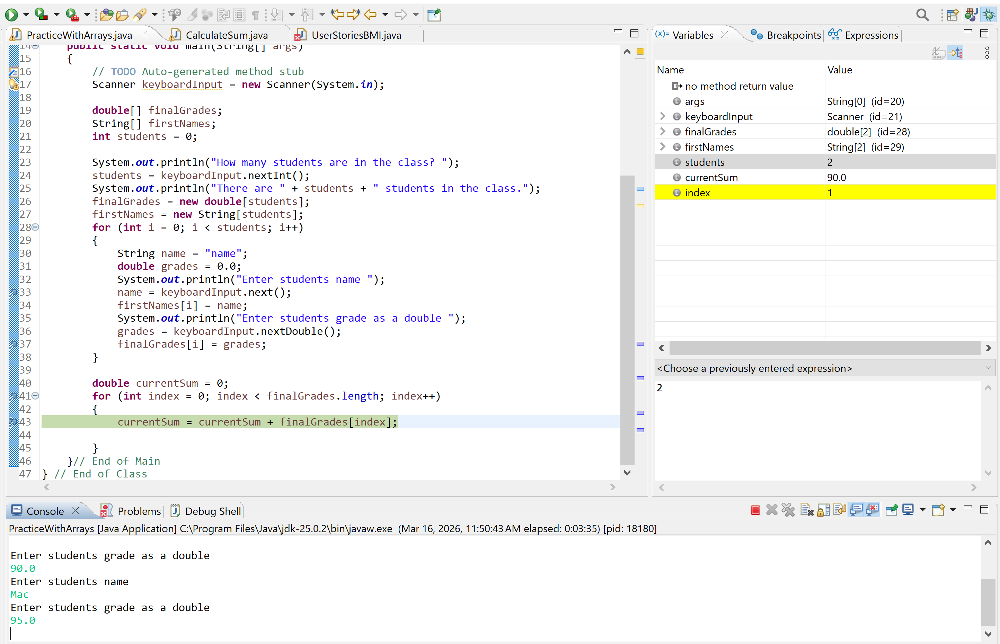 PracticeWithArrays.java
CalculateSum.java
UserStoriesBMI.java
14 public static void main(String[] args)
15 {
16 // TODO Auto-generated method stub
17 Scanner keyboardInput = new Scanner(System.in);
18
19 double[] finalGrades;
20 String[] firstNames;
21 int students = 0;
22
23 System.out.println("How many students are in the class? ");
24 students = keyboardInput.nextInt();
25 System.out.println("There are " + students + " students in the class.");
26 finalGrades = new double[students];
27 firstNames = new String[students];
28 for (int i = 0; i < students; i++)
29 {
30 String name = "name";
31 double grades = 0.0;
32 System.out.println("Enter students name ");
33 name = keyboardInput.next();
34 firstNames[i] = name;
35 System.out.println("Enter students grade as a double ");
36 grades = keyboardInput.nextDouble();
37 finalGrades[i] = grades;
38 }
39
40 double currentSum = 0;
41 for (int index = 0; index < finalGrades.length; index++)
42 {
43 currentSum = currentSum + finalGrades[index];
44
45 }
46 }// End of Main
47 } // End of Class
(x)= Variables
Breakpoints
Expressions
Name Value
no method return value
args String[0] (id=20)
keyboardInput Scanner (id=21)
finalGrades double[2] (id=28)
firstNames String[2] (id=29)
students 2
currentSum 90.0
index 1
<Choose a previously entered expression>
2
Console
Problems
Debug Shell
PracticeWithArrays [Java Application] C:\Program Files\Java\jdk-25.0.2\bin\javaw.exe (Mar 16, 2026, 11:50:43 AM elapsed: 0:03:35) [pid: 18180]
Enter students grade as a double
90.0
Enter students name
Mac
Enter students grade as a double
95.0